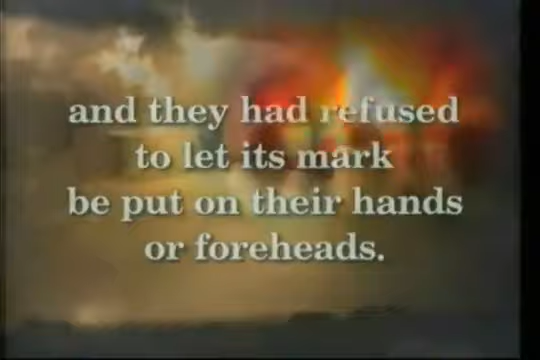 and they had refused
to let its mark
be put on their hands
or foreheads.